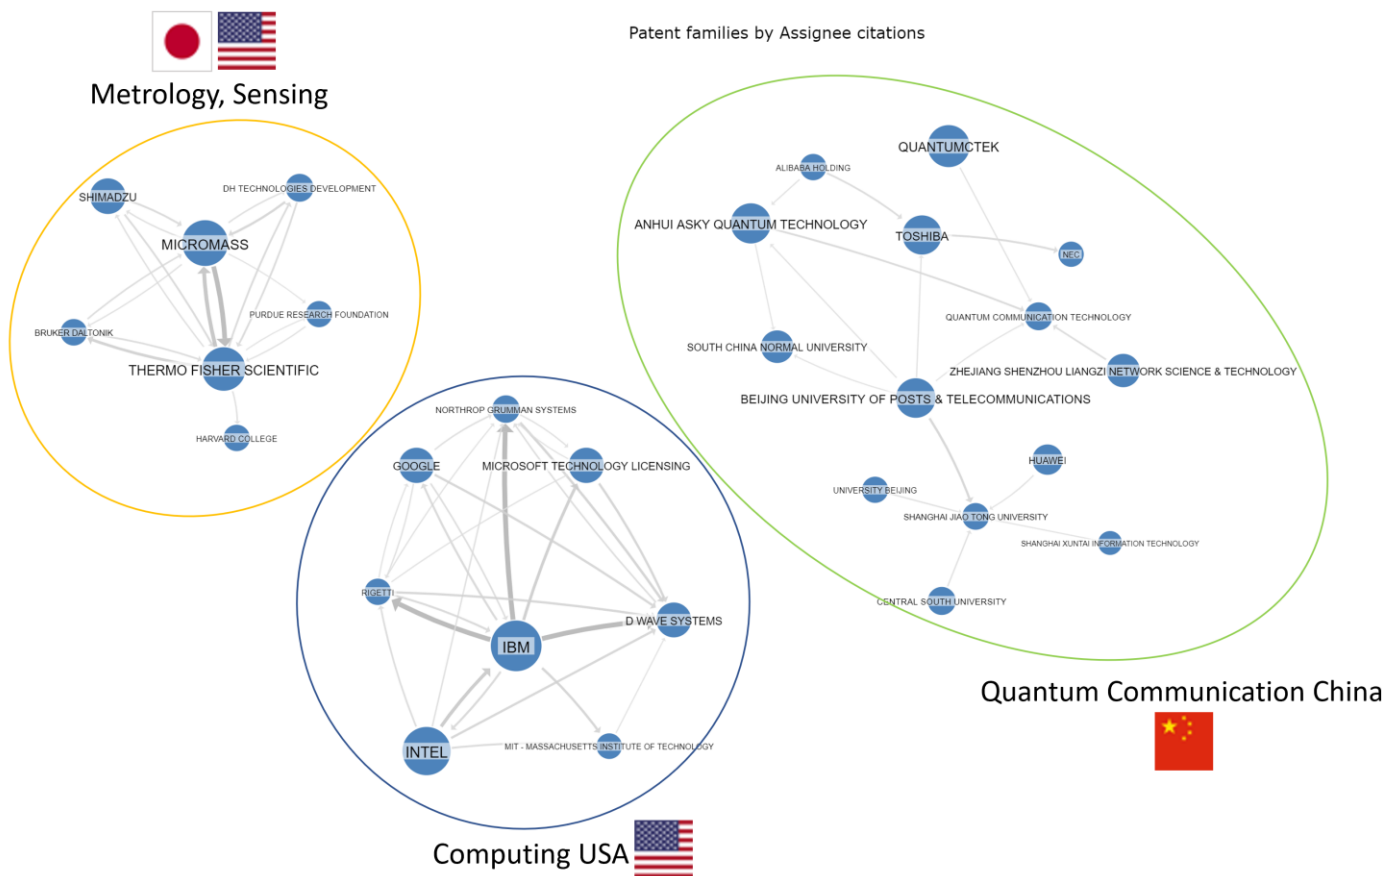 Patent families by Assignee citations
Metrology, Sensing
SHIMADZU
DH TECHNOLOGIES DEVELOPMENT
MICROMASS
PURDUE RESEARCH FOUNDATION
BRUKER DALTONIK
THERMO FISHER SCIENTIFIC
HARVARD COLLEGE
QUANTUMCTEK
ALIBABA HOLDING
ANHUI ASKY QUANTUM TECHNOLOGY
TOSHIBA
NEC
QUANTUM COMMUNICATION TECHNOLOGY
SOUTH CHINA NORMAL UNIVERSITY
ZHEJIANG SHENZHOU LIANGZI NETWORK SCIENCE & TECHNOLOGY
BEIJING UNIVERSITY OF POSTS & TELECOMMUNICATIONS
HUAWEI
UNIVERSITY BEIJING
SHANGHAI JIAO TONG UNIVERSITY
SHANGHAI XUNTAI INFORMATION TECHNOLOGY
CENTRAL SOUTH UNIVERSITY
Quantum Communication China
NORTHROP GRUMMAN SYSTEMS
GOOGLE
MICROSOFT TECHNOLOGY LICENSING
RIGETTI
D WAVE SYSTEMS
IBM
INTEL
MIT - MASSACHUSETTS INSTITUTE OF TECHNOLOGY
Computing USA